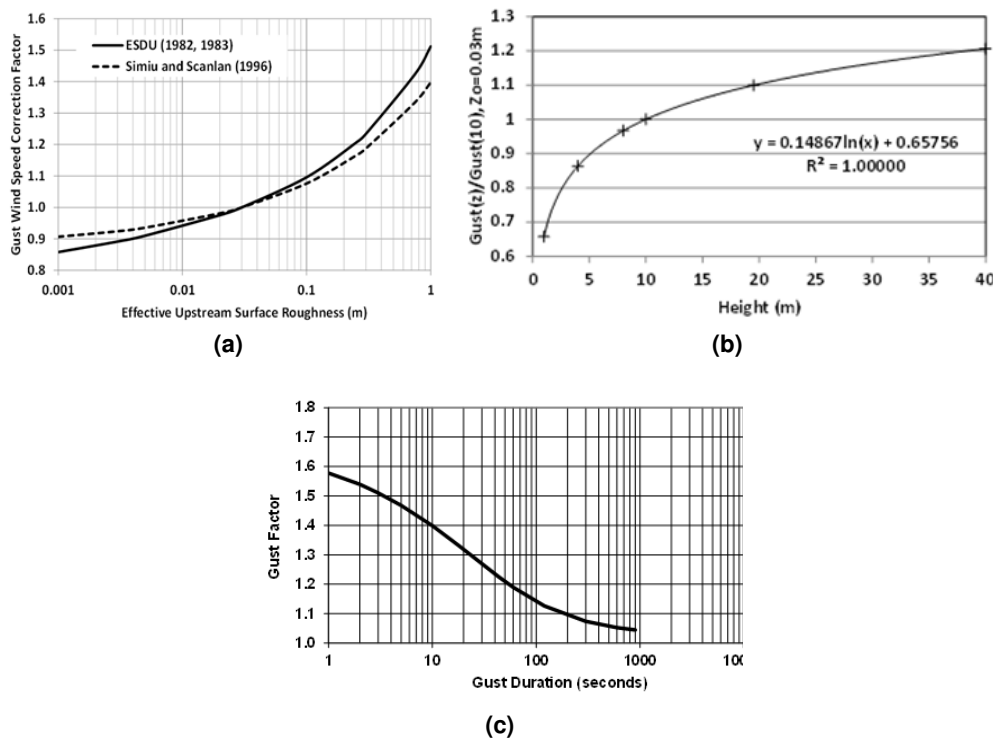 1.6
1.5
1.4
1.3
1.2
1.1
1.0
0.9
0.8
Gust Wind Speed Correction Factor
ESDU (1982, 1983)
Simiu and Scanlan (1996)
0.001 0.01 0.1 1
Effective Upstream Surface Roughness (m)
(a)
1.3
1.2
1.1
1
0.9
0.8
0.7
0.6
Gust(z)/Gust(10), Zo=0.03m
y = 0.14867ln(x) + 0.65756
R² = 1.00000
0 5 10 15 20 25 30 35 40
Height (m)
(b)
1.8
1.7
1.6
1.5
1.4
1.3
1.2
1.1
1.0
Gust Factor
1 10 100 1000
Gust Duration (seconds)
(c)